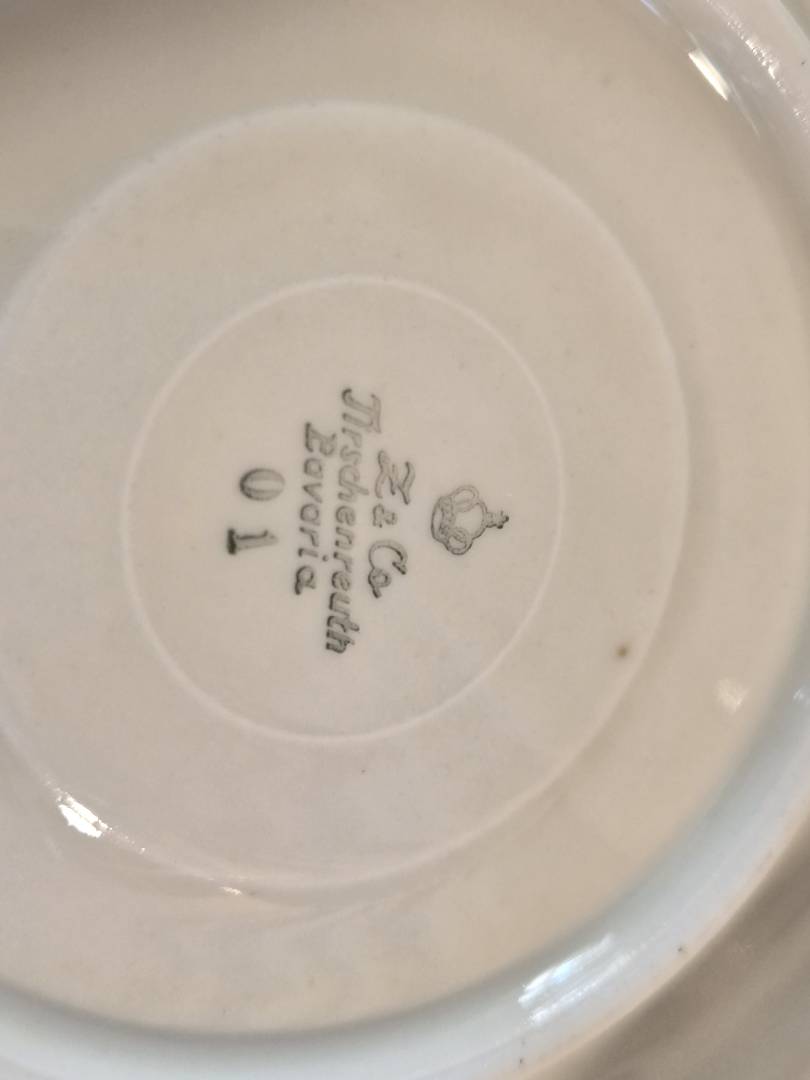 Z & Co.
Tirschenreuth
Bavaria
0 1